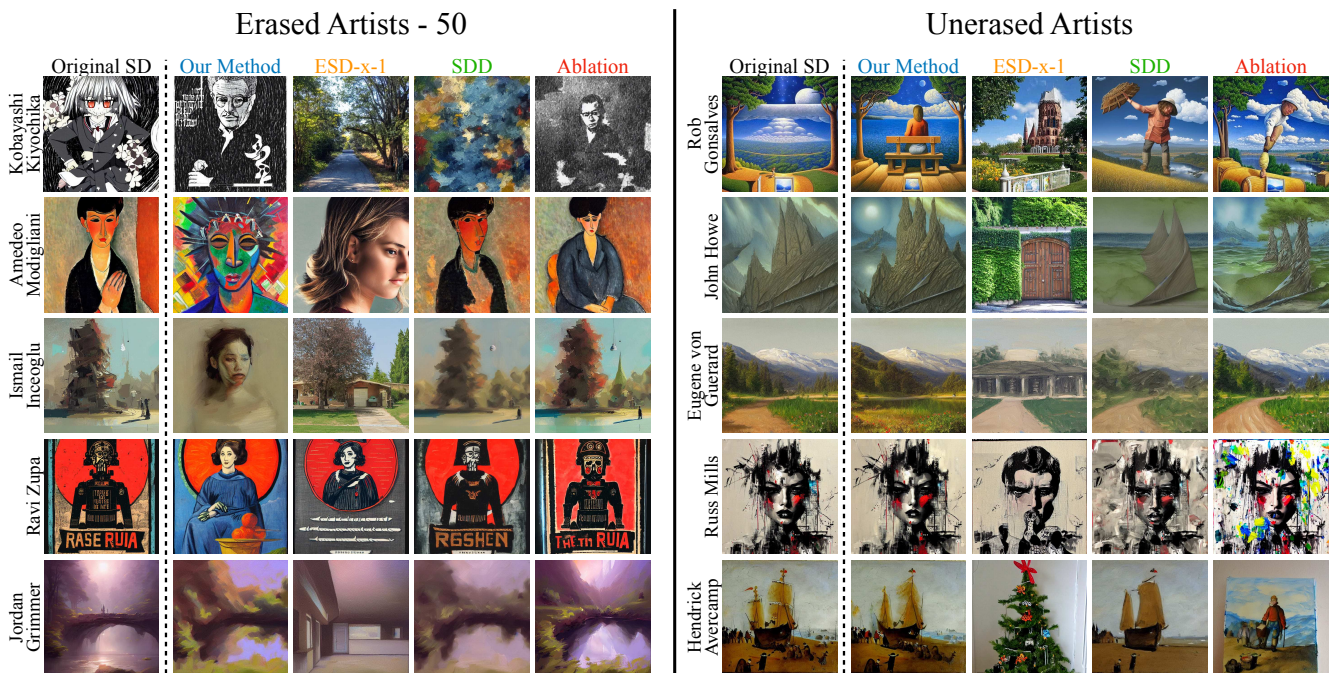 Erased Artists - 50
Unerased Artists
Original SD
Our Method
ESD-x-1
SDD
Ablation
Original SD
Our Method
ESD-x-1
SDD
Ablation
Kobayashi
Kiyochika
Amedeo
Modigliani
Ismail
Inceoglu
Ravi Zupa
RASE RUIA
RGSHEN
THETH RUIA
Jordan
Grimmer
Rob
Gonsalves
John Howe
Eugene von
Guerard
Russ Mills
Hendrick
Avercamp